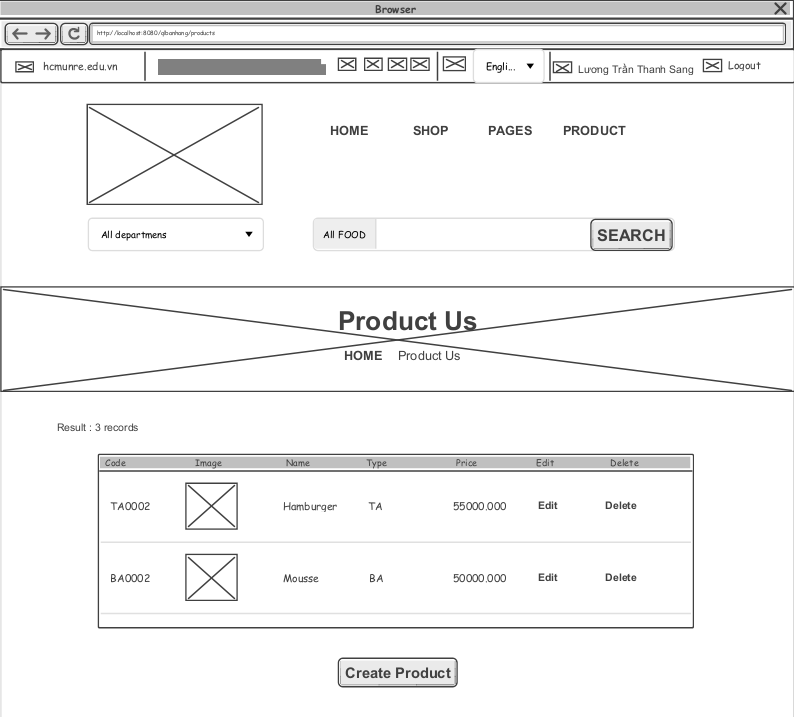 Browser
http://localhost:8080/qlbanhang/products
hcmunre.edu.vn Engli... Lương Trần Thanh Sang Logout
HOME SHOP PAGES PRODUCT
All departmens All FOOD SEARCH
Product Us
HOME Product Us
Result : 3 records
Code Image Name Type Price Edit Delete
TA0002 Hamburger TA 55000.000 Edit Delete
BA0002 Mousse BA 50000.000 Edit Delete
Create Product